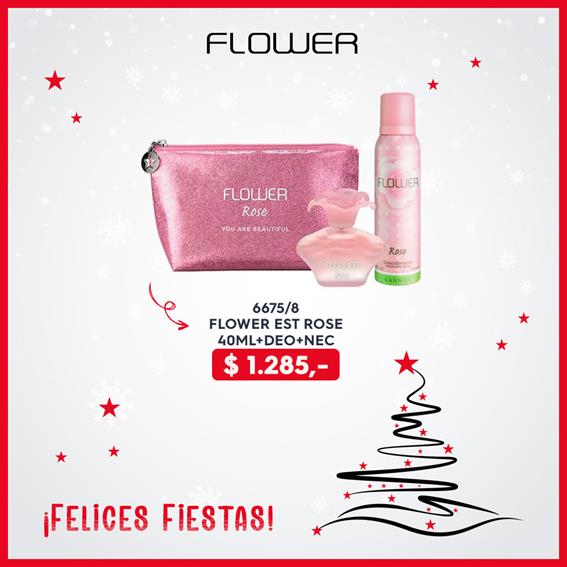 FLOWER
FLOWER
Rose
YOU ARE BEAUTIFUL
FLOWER
FLOWER
Rose
6675/8
FLOWER EST ROSE
40ML+DEO+NEC
$ 1.285,-
¡FELICES FIESTAS!